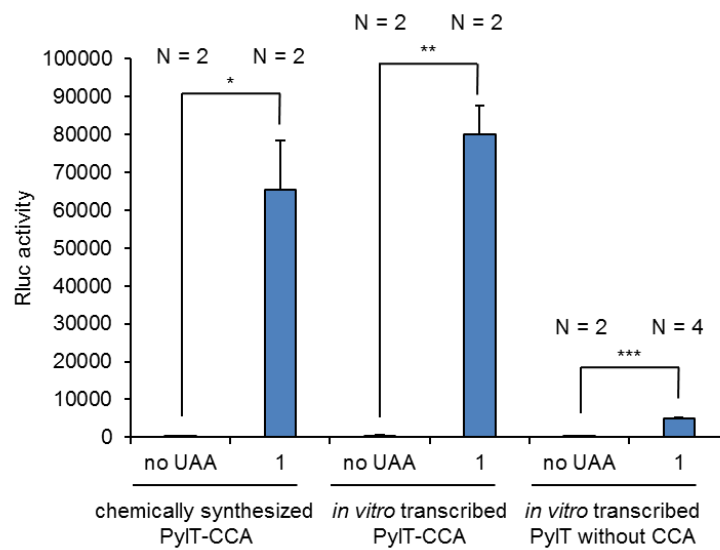 N = 2 N = 2
N = 2 N = 2
* **
100000
90000
80000
70000
60000
50000
40000
30000
20000
10000
0
Rluc activity
N = 2 N = 4
***
no UAA 1 no UAA 1 no UAA 1
chemically synthesized in vitro transcribed in vitro transcribed
PylT-CCA PylT-CCA PylT without CCA